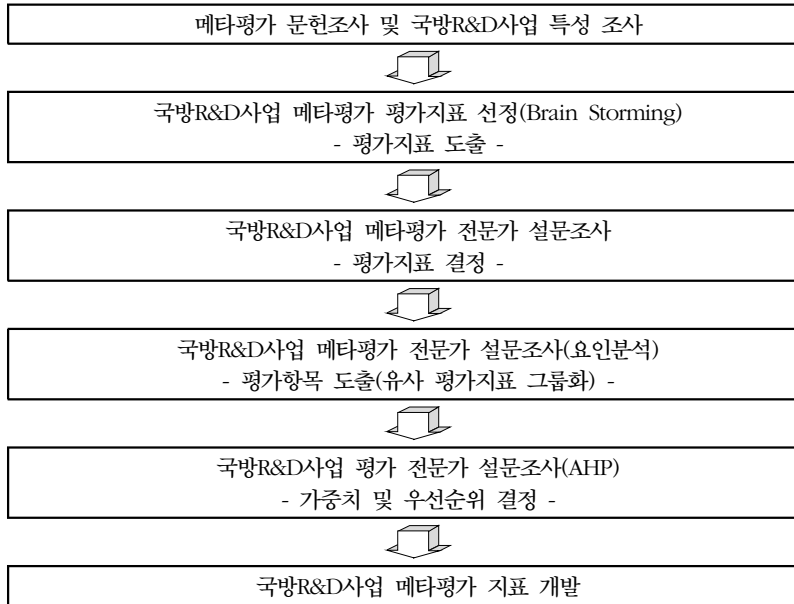 메타평가 문헌조사 및 국방R&D사업 특성 조사
국방R&D사업 메타평가 평가지표 선정(Brain Storming)
- 평가지표 도출 -
국방R&D사업 메타평가 전문가 설문조사
- 평가지표 결정 -
국방R&D사업 메타평가 전문가 설문조사(요인분석)
- 평가항목 도출(유사 평가지표 그룹화) -
국방R&D사업 평가 전문가 설문조사(AHP)
- 가중치 및 우선순위 결정 -
국방R&D사업 메타평가 지표 개발